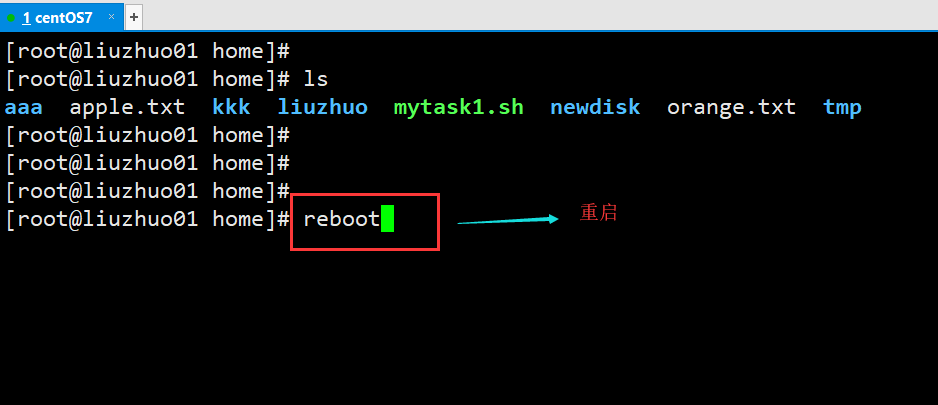 1 centOS7 × +
[root@liuzhuo01 home]#
[root@liuzhuo01 home]# ls
aaa apple.txt kkk liuzhuo mytask1.sh newdisk orange.txt tmp
[root@liuzhuo01 home]#
[root@liuzhuo01 home]#
[root@liuzhuo01 home]#
[root@liuzhuo01 home]# reboot 重启